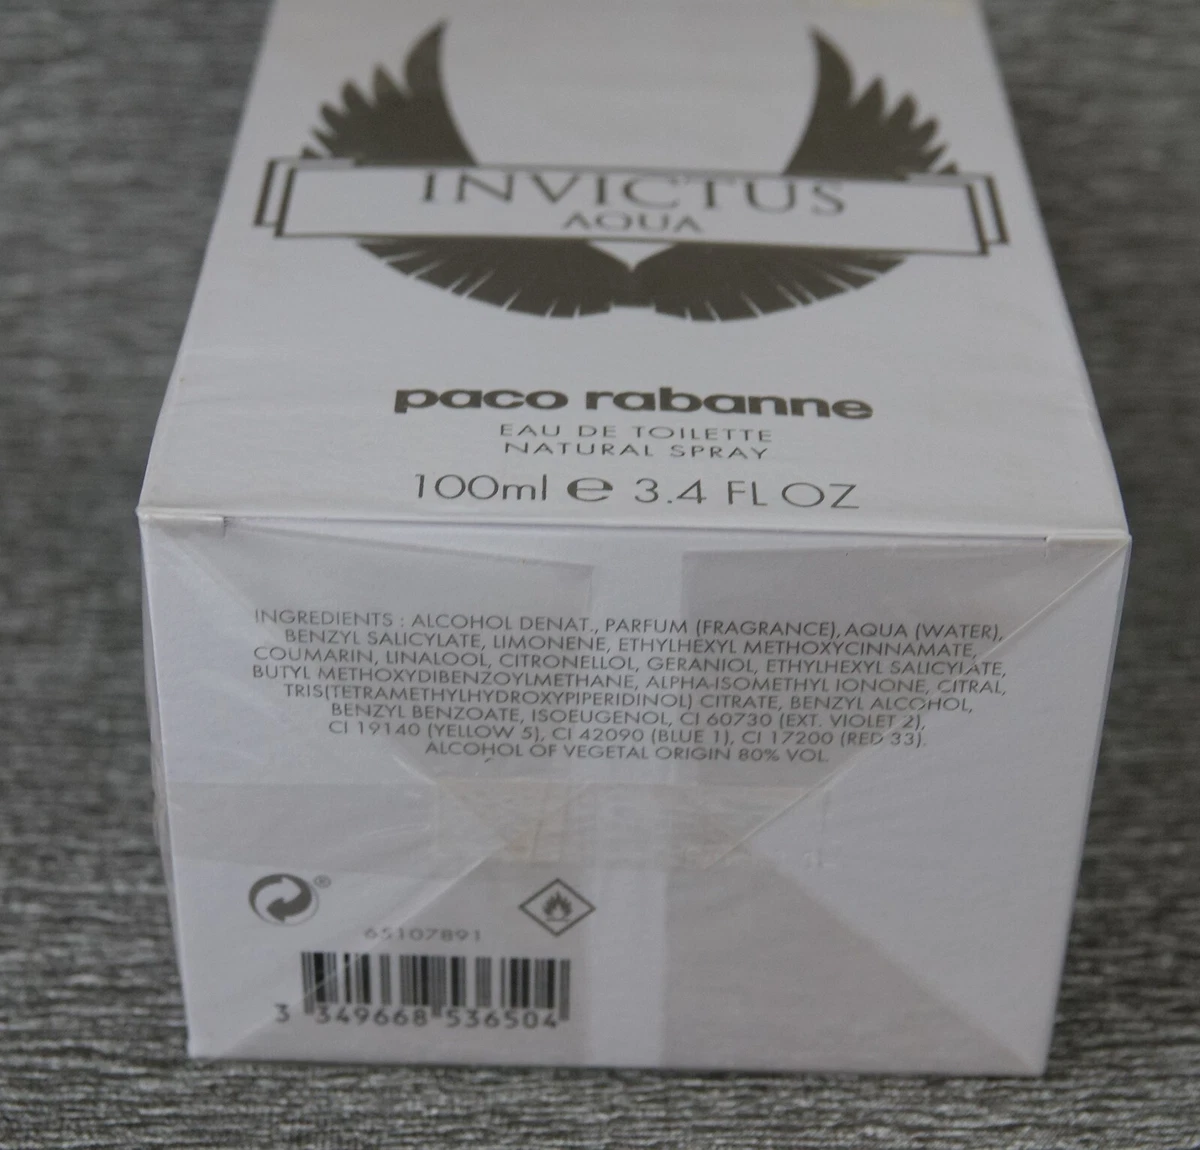 INVICTUS
AQUA
paco rabanne
EAU DE TOILETTE
NATURAL SPRAY
100ml ℮ 3.4 FL OZ
INGREDIENTS : ALCOHOL DENAT., PARFUM (FRAGRANCE), AQUA (WATER),
BENZYL SALICYLATE, LIMONENE, ETHYLHEXYL METHOXYCINNAMATE,
COUMARIN, LINALOOL, CITRONELLOL, GERANIOL, ETHYLHEXYL SALICYLATE,
BUTYL METHOXYDIBENZOYLMETHANE, ALPHA-ISOMETHYL IONONE, CITRAL,
TRIS(TETRAMETHYLHYDROXYPIPERIDINOL) CITRATE, BENZYL ALCOHOL,
BENZYL BENZOATE, ISOEUGENOL, CI 60730 (EXT. VIOLET 2),
CI 19140 (YELLOW 5), CI 42090 (BLUE 1), CI 17200 (RED 33).
ALCOHOL OF VEGETAL ORIGIN 80% VOL.
®
65107891
3 349668 536504